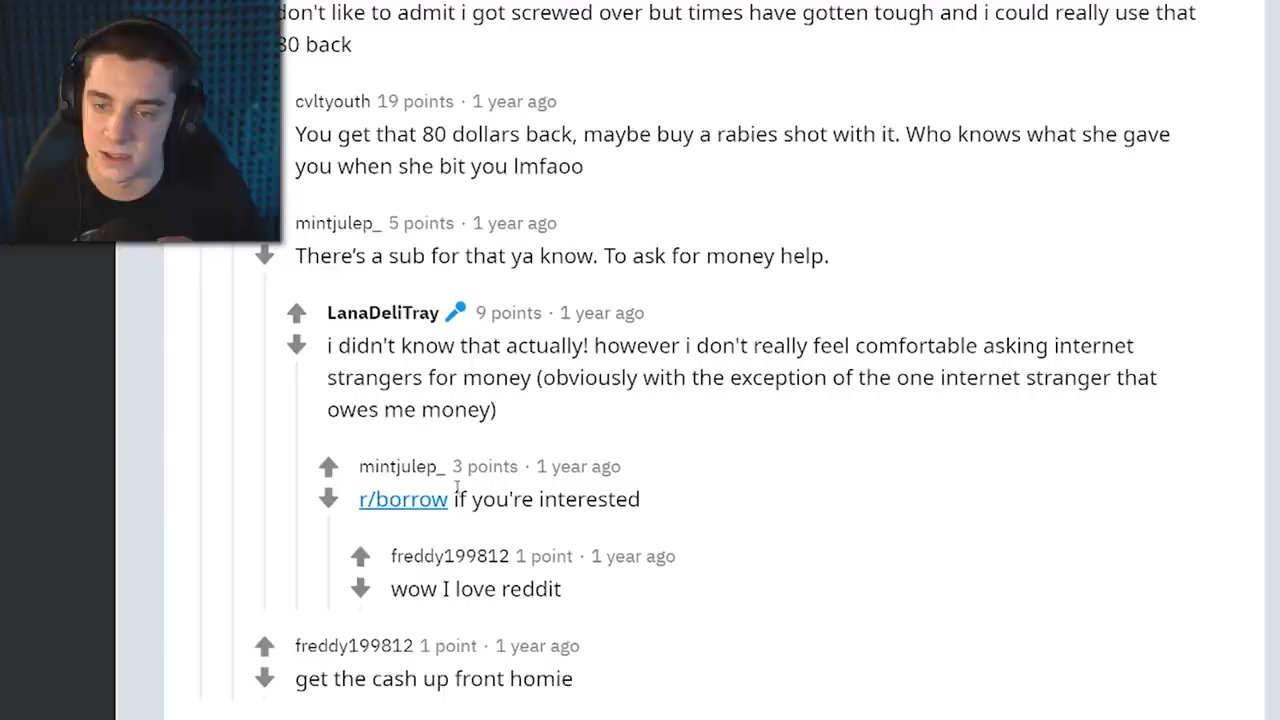 don't like to admit i got screwed over but times have gotten tough and i could really use that
80 back
cvltyouth 19 points · 1 year ago
You get that 80 dollars back, maybe buy a rabies shot with it. Who knows what she gave
you when she bit you lmfaoo
mintjulep_ 5 points · 1 year ago
There’s a sub for that ya know. To ask for money help.
LanaDeliTray 9 points · 1 year ago
i didn't know that actually! however i don't really feel comfortable asking internet
strangers for money (obviously with the exception of the one internet stranger that
owes me money)
mintjulep_ 3 points · 1 year ago
r/borrow if you're interested
freddy199812 1 point · 1 year ago
wow I love reddit
freddy199812 1 point · 1 year ago
get the cash up front homie